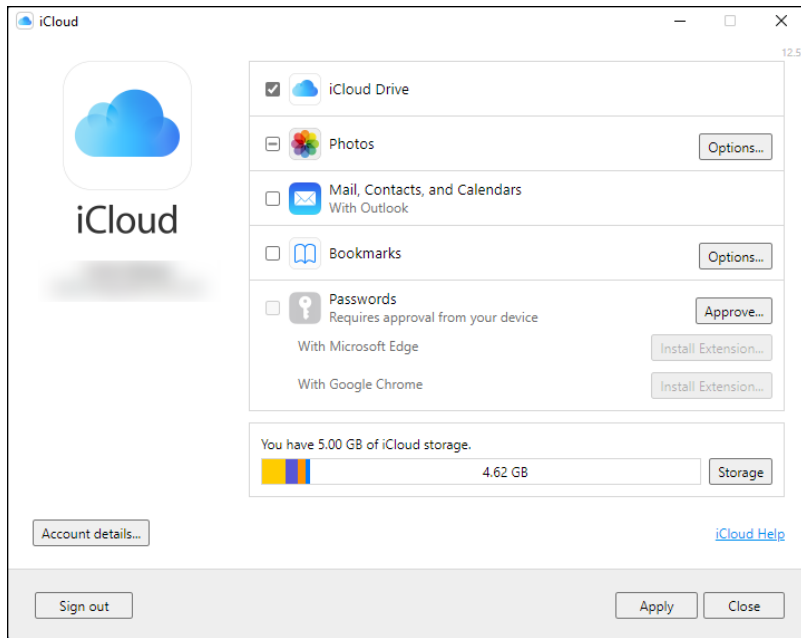 iCloud
12.5
iCloud
iCloud Drive
Photos
Options...
Mail, Contacts, and Calendars
With Outlook
Bookmarks
Options...
Passwords
Requires approval from your device
Approve...
With Microsoft Edge
Install Extension...
With Google Chrome
Install Extension...
You have 5.00 GB of iCloud storage.
4.62 GB
Storage
Account details...
iCloud Help
Sign out
Apply
Close